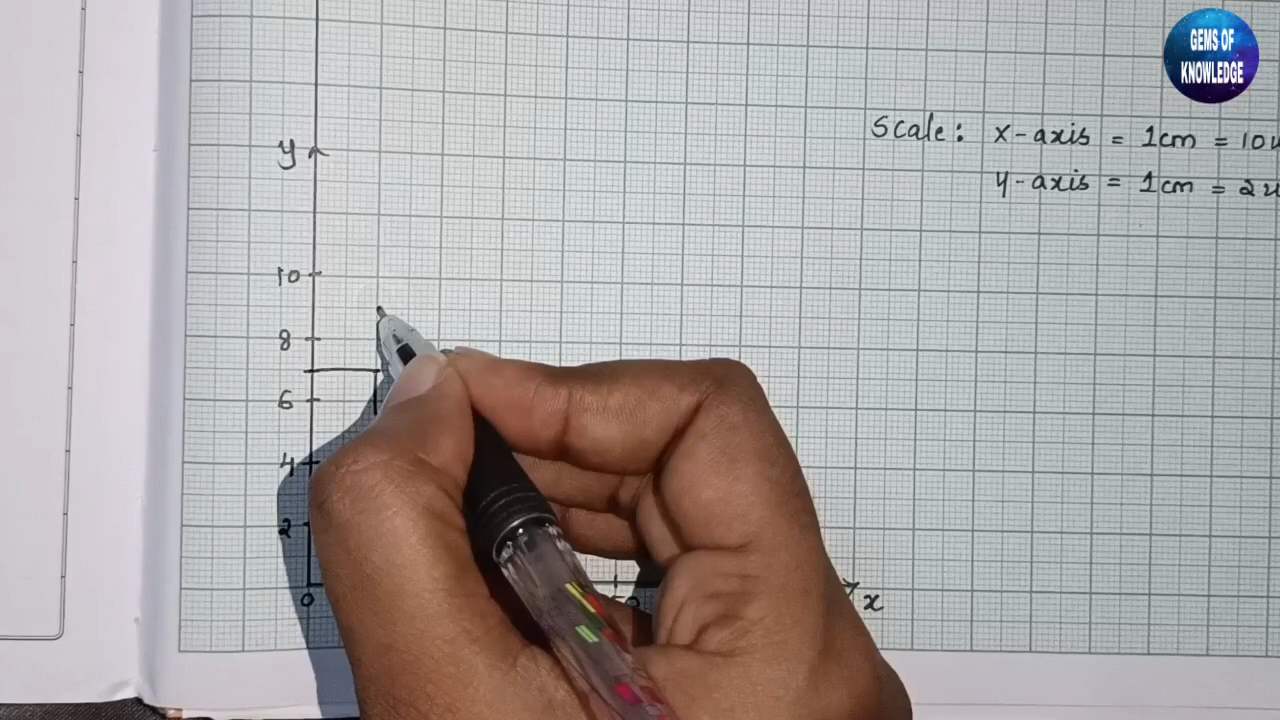 GEMS OF
KNOWLEDGE
Scale: x-axis = 1cm = 10
y-axis = 1cm = 2
y
10
8
6
4
2
0
x